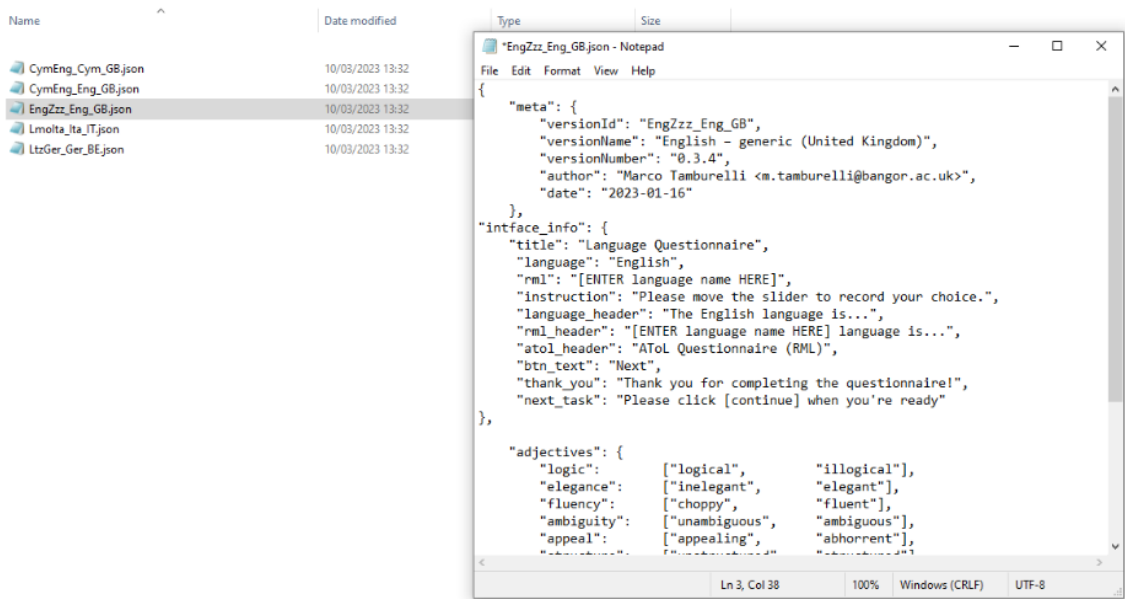 Name Date modified Type Size
CymEng_Cym_GB.json 10/03/2023 13:32
CymEng_Eng_GB.json 10/03/2023 13:32
EngZzz_Eng_GB.json 10/03/2023 13:32
LmoIta_Ita_IT.json 10/03/2023 13:32
LtzGer_Ger_BE.json 10/03/2023 13:32
*EngZzz_Eng_GB.json - Notepad
File Edit Format View Help
{
"meta": {
"versionId": "EngZzz_Eng_GB",
"versionName": "English – generic (United Kingdom)",
"versionNumber": "0.3.4",
"author": "Marco Tamburelli <m.tamburelli@bangor.ac.uk>",
"date": "2023-01-16"
},
"intface_info": {
"title": "Language Questionnaire",
"language": "English",
"rml": "[ENTER language name HERE]",
"instruction": "Please move the slider to record your choice.",
"language_header": "The English language is...",
"rml_header": "[ENTER language name HERE] language is...",
"atol_header": "AToL Questionnaire (RML)",
"btn_text": "Next",
"thank_you": "Thank you for completing the questionnaire!",
"next_task": "Please click [continue] when you're ready"
},
"adjectives": {
"logic": ["logical", "illogical"],
"elegance": ["inelegant", "elegant"],
"fluency": ["choppy", "fluent"],
"ambiguity": ["unambiguous", "ambiguous"],
"appeal": ["appealing", "abhorrent"],
"structure": ["unstructured", "structured"]
Ln 3, Col 38 100% Windows (CRLF) UTF-8